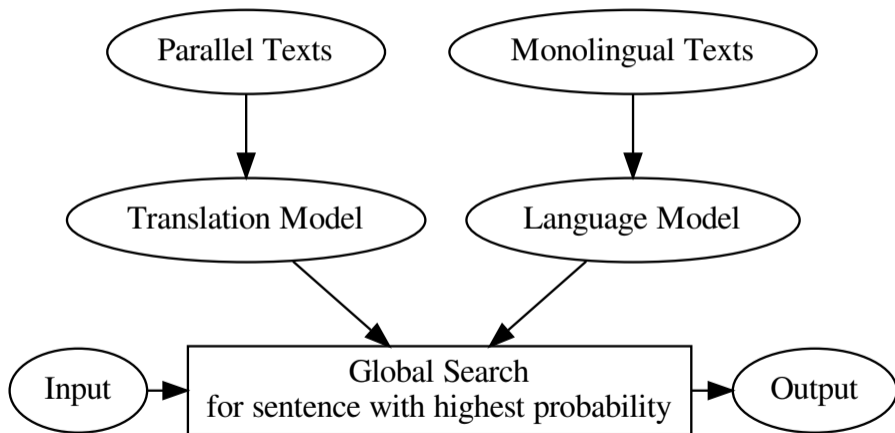 Parallel Texts
Monolingual Texts
Translation Model
Language Model
Input
Global Search
for sentence with highest probability
Output